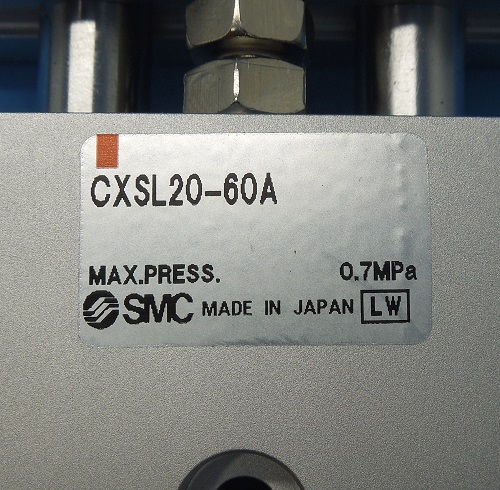 CXSL20-60A
MAX.PRESS. 0.7MPa
SMC MADE IN JAPAN LW